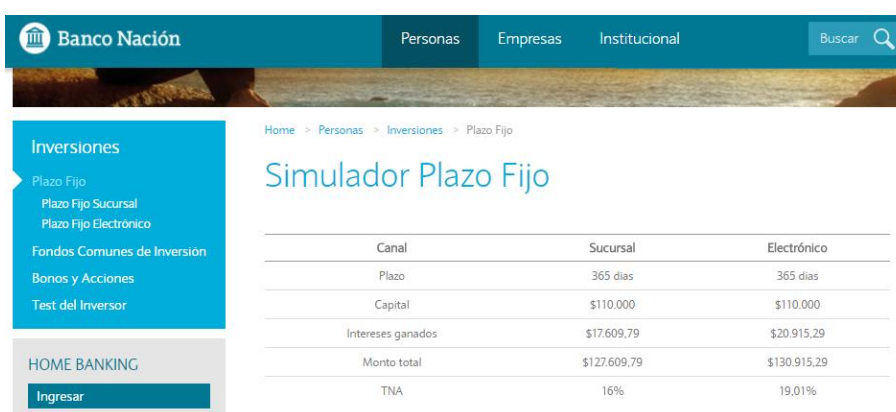 Banco Nación
Personas Empresas Institucional Buscar
Inversiones
Plazo Fijo
Plazo Fijo Sucursal
Plazo Fijo Electrónico
Fondos Comunes de Inversión
Bonos y Acciones
Test del Inversor
HOME BANKING
Ingresar
Home > Personas > Inversiones > Plazo Fijo
Simulador Plazo Fijo
Canal Sucursal Electrónico
Plazo 365 dias 365 dias
Capital $110.000 $110.000
Intereses ganados $17.609,79 $20.915,29
Monto total $127.609,79 $130.915,29
TNA 16% 19,01%